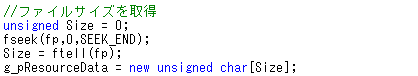 //ファイルサイズを取得
unsigned Size = 0;
fseek(fp,0,SEEK_END);
Size = ftell(fp);
g_pResourceData = new unsigned char[Size];